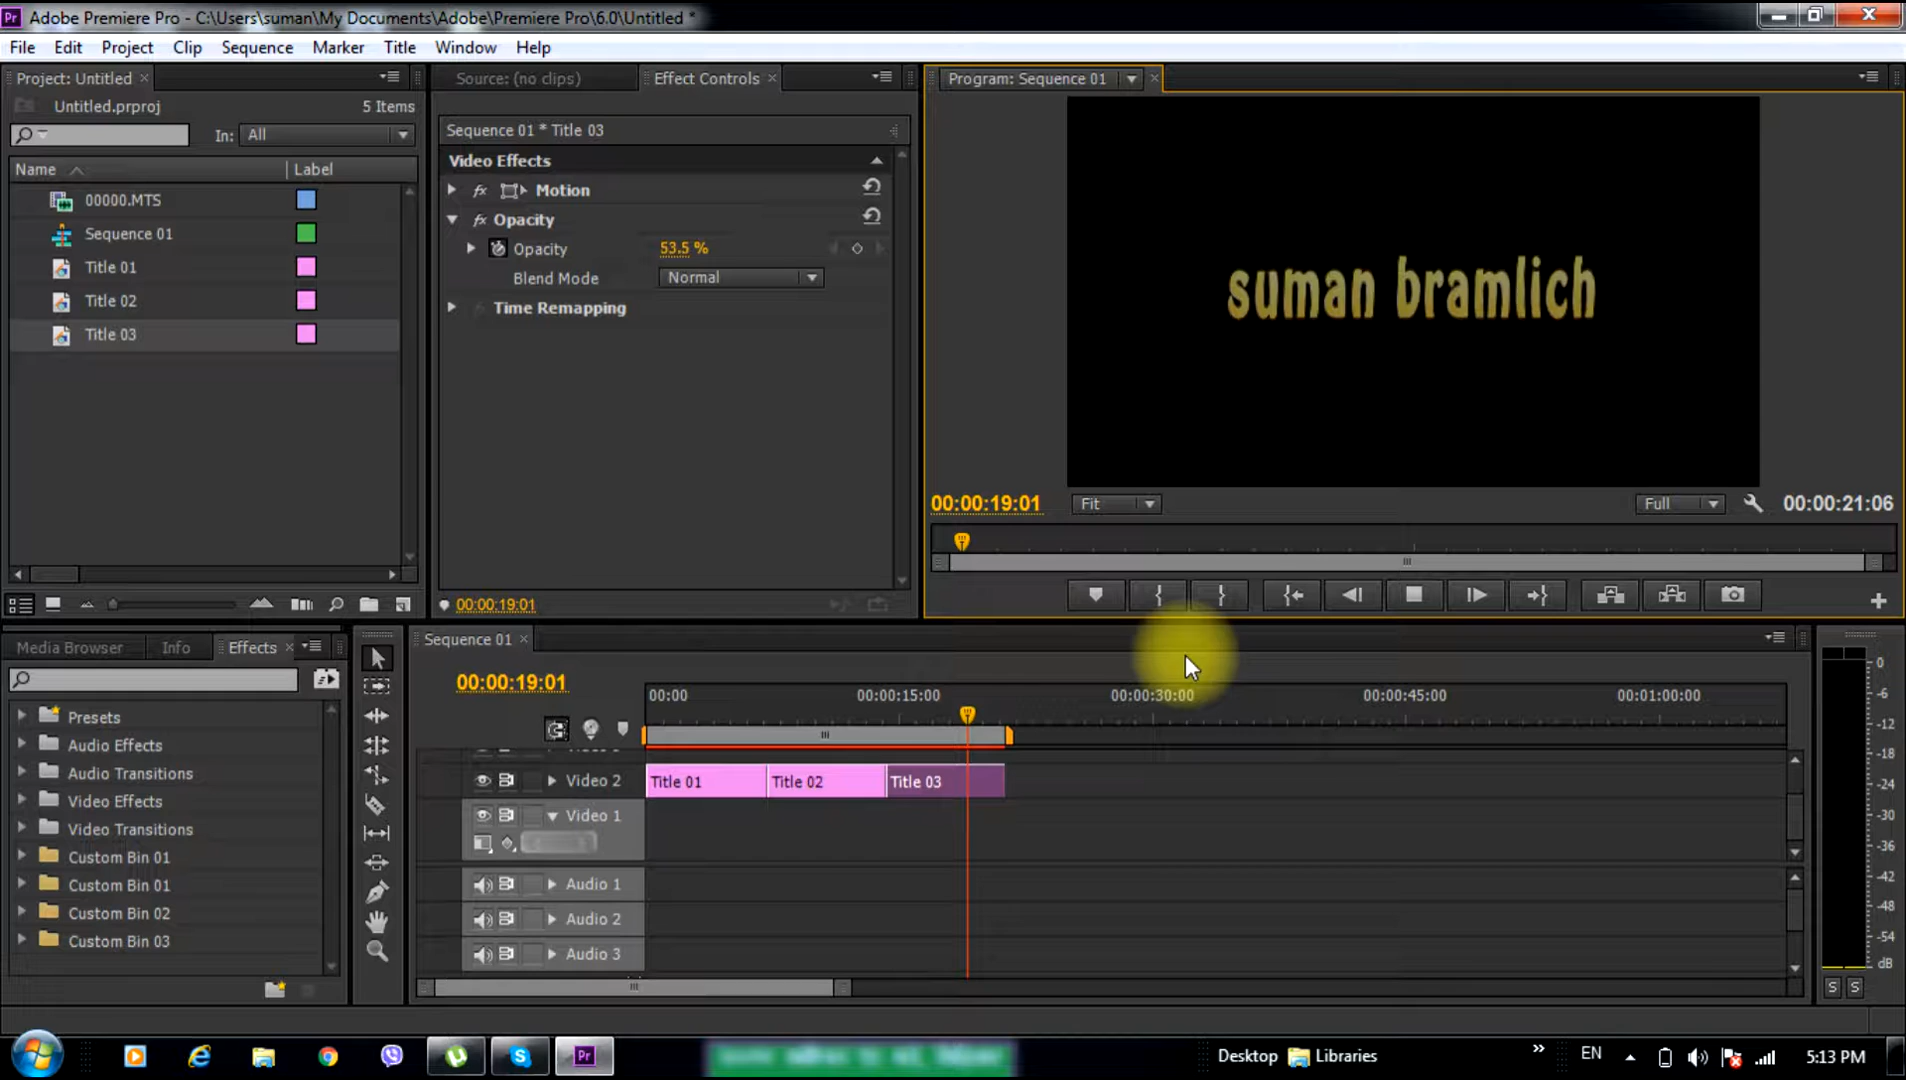 Adobe Premiere Pro - C:\Users\suman\My Documents\Adobe\Premiere Pro\6.0\Untitled *
File Edit Project Clip Sequence Marker Title Window Help
Project: Untitled
Untitled.prproj 5 Items
In: All
Name Label
00000.MTS
Sequence 01
Title 01
Title 02
Title 03
Source: (no clips) Effect Controls
Sequence 01 * Title 03
Video Effects
fx Motion
fx Opacity
Opacity 53.5 %
Blend Mode Normal
Time Remapping
00:00:19:01
Program: Sequence 01
suman bramlich
00:00:19:01 Fit Full 00:00:21:06
Media Browser Info Effects
Presets
Audio Effects
Audio Transitions
Video Effects
Video Transitions
Custom Bin 01
Custom Bin 01
Custom Bin 02
Custom Bin 03
Sequence 01
00:00:19:01
00:00 00:00:15:00 00:00:30:00 00:00:45:00 00:01:00:00
Video 2 Title 01 Title 02 Title 03
Video 1
Audio 1
Audio 2
Audio 3
0
-6
-12
-18
-24
-30
-36
-42
-48
-54
dB
S S
Pr Desktop Libraries EN 5:13 PM